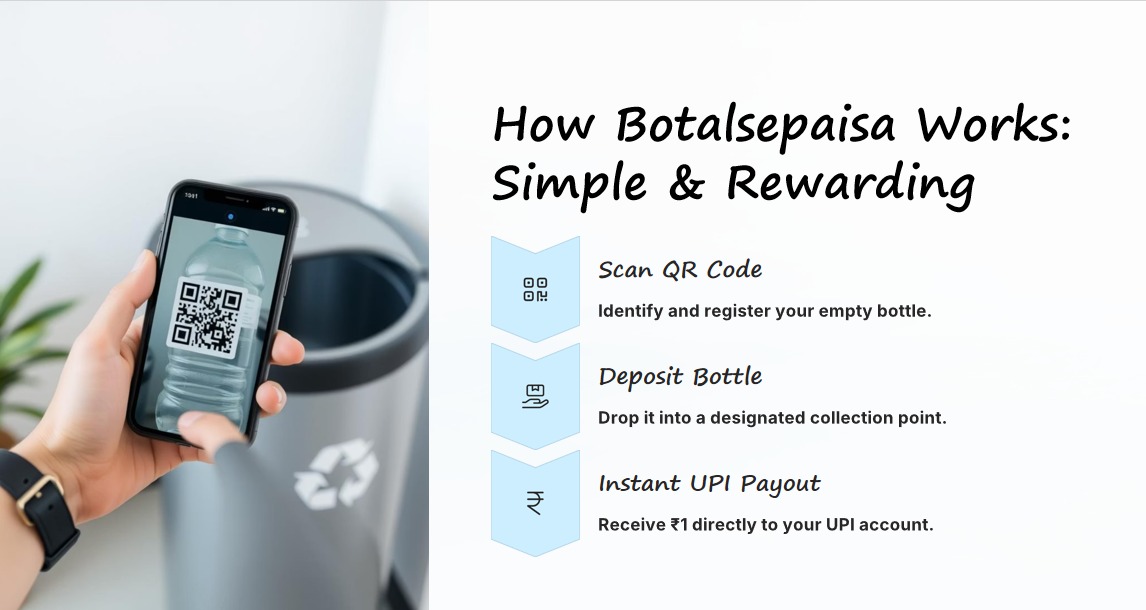 How Botalsepaisa Works:
Simple & Rewarding
Scan QR Code
Identify and register your empty bottle.
Deposit Bottle
Drop it into a designated collection point.
Instant UPI Payout
Receive ₹1 directly to your UPI account.